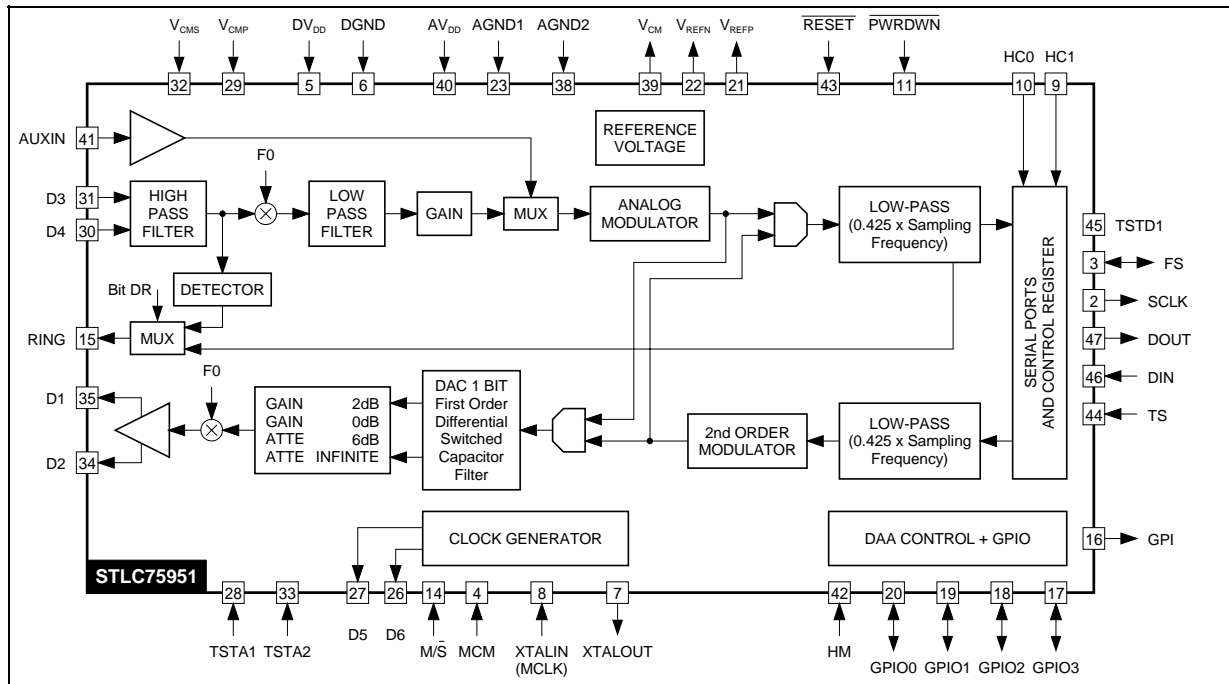 V_CMS V_CMP DV_DD DGND AV_DD AGND1 AGND2 V_CM V_REFN V_REFP RESET PWRDWN
HC0 HC1
32 29 5 6 40 23 38 39 22 21 43 11 10 9
AUXIN 41
REFERENCE
VOLTAGE
F0
D3 31
D4 30
HIGH
PASS
FILTER
LOW
PASS
FILTER
GAIN
MUX
ANALOG
MODULATOR
LOW-PASS
(0.425 x Sampling
Frequency)
SERIAL PORTS
AND CONTROL REGISTER
45 TSTD1
3 FS
2 SCLK
47 DOUT
46 DIN
44 TS
DETECTOR
Bit DR
RING 15
MUX
F0
D1 35
D2 34
GAIN 2dB
GAIN 0dB
ATTE 6dB
ATTE INFINITE
DAC 1 BIT
First Order
Differential
Switched
Capacitor
Filter
2nd ORDER
MODULATOR
LOW-PASS
(0.425 x Sampling
Frequency)
CLOCK GENERATOR
DAA CONTROL + GPIO
16 GPI
STLC75951
28 33 27 26 14 4 8 7 42 20 19 18 17
TSTA1 TSTA2 D5 D6 M/S̅ MCM XTALIN
(MCLK)
XTALOUT HM GPIO0 GPIO1 GPIO2 GPIO3